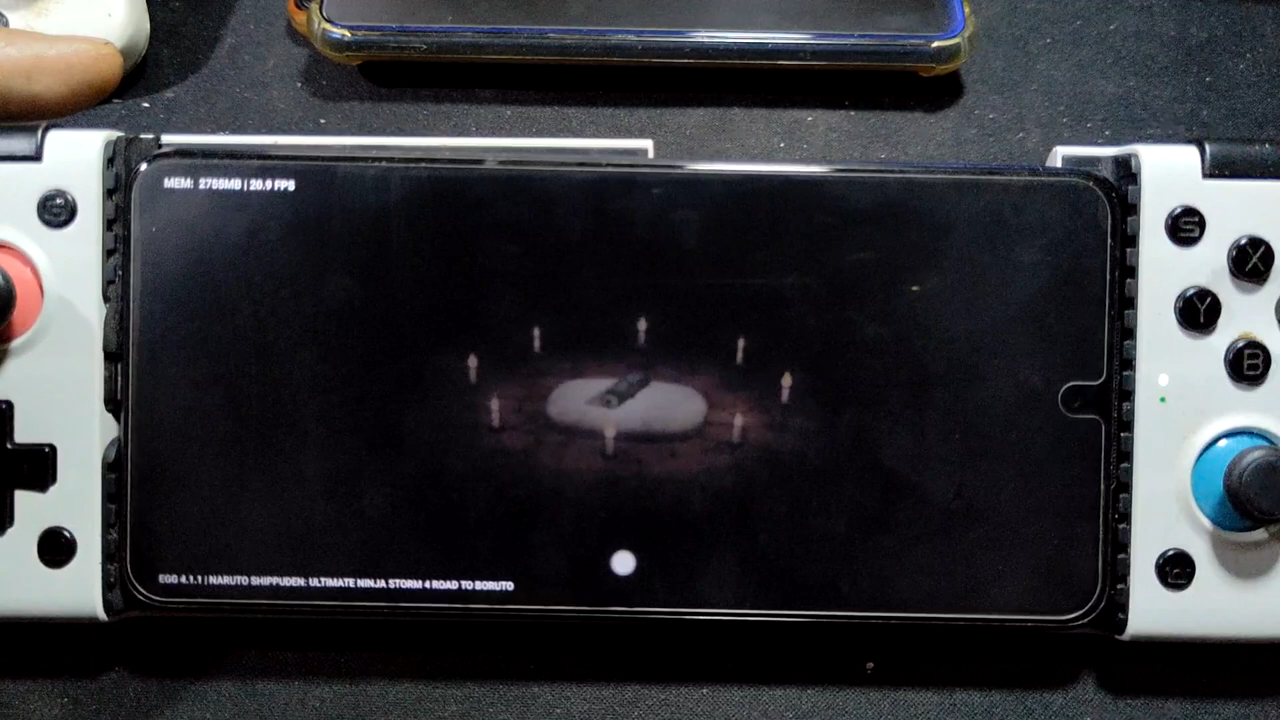 MEM: 2755MB | 20.9 FPS
S
X
Y
B
EGG 4.1.1 | NARUTO SHIPPUDEN: ULTIMATE NINJA STORM 4 ROAD TO BORUTO